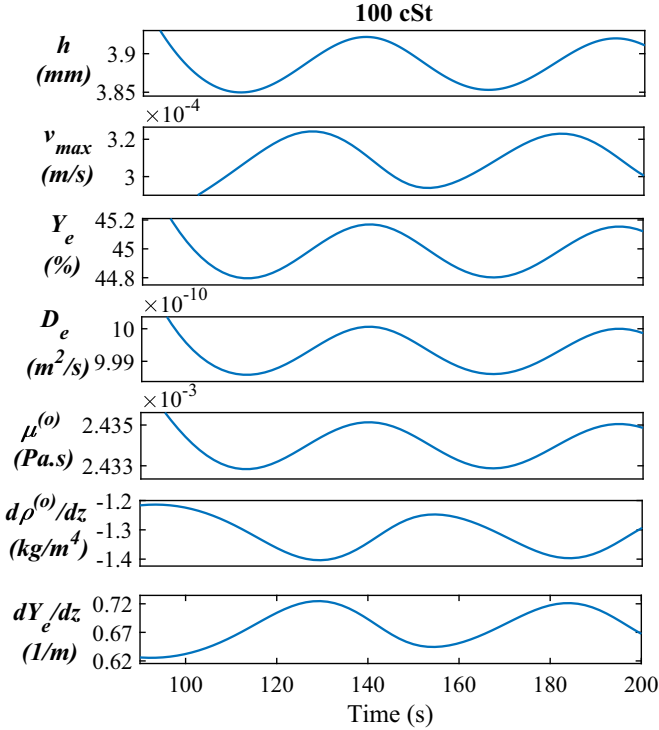 100 cSt
h
(mm)
3.9
3.85
×10⁻⁴
v_max
(m/s)
3.2
3
Y_e
(%)
45.2
45
44.8
×10⁻¹⁰
D_e
(m²/s)
10
9.99
×10⁻³
μ⁽ᵒ⁾
(Pa.s)
2.435
2.433
dρ⁽ᵒ⁾/dz
(kg/m⁴)
-1.2
-1.3
-1.4
dY_e/dz
(1/m)
0.72
0.67
0.62
100 120 140 160 180 200
Time (s)